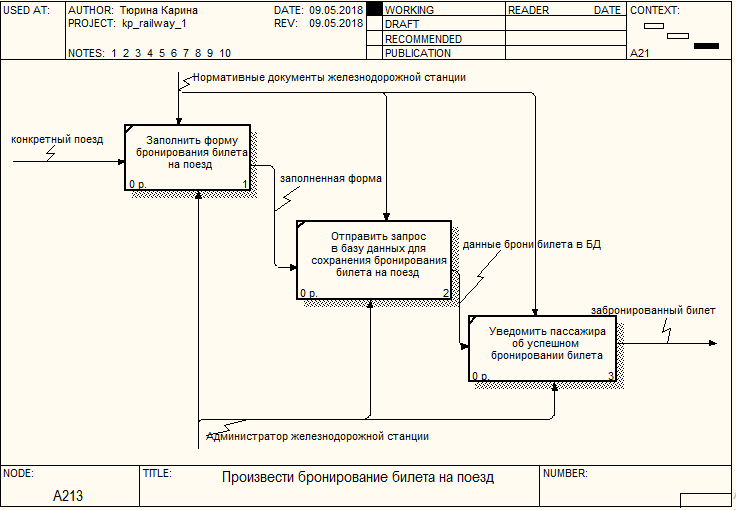 USED AT:
AUTHOR: Тюрина Карина
DATE: 09.05.2018
WORKING
READER
DATE
CONTEXT:
PROJECT: kp_railway_1
REV: 09.05.2018
DRAFT
RECOMMENDED
NOTES: 1 2 3 4 5 6 7 8 9 10
PUBLICATION
A21
Нормативные документы железнодорожной станции
конкретный поезд
Заполнить форму
бронирования билета
на поезд
0 р.
1
заполненная форма
Отправить запрос
в базу данных для
сохранения бронирования
билета на поезд
0 р.
2
данные брони билета в БД
забронированный билет
Уведомить пассажира
об успешном
бронировании билета
0 р.
3
Администратор железнодорожной станции
NODE:
TITLE:
NUMBER:
Произвести бронирование билета на поезд
A213